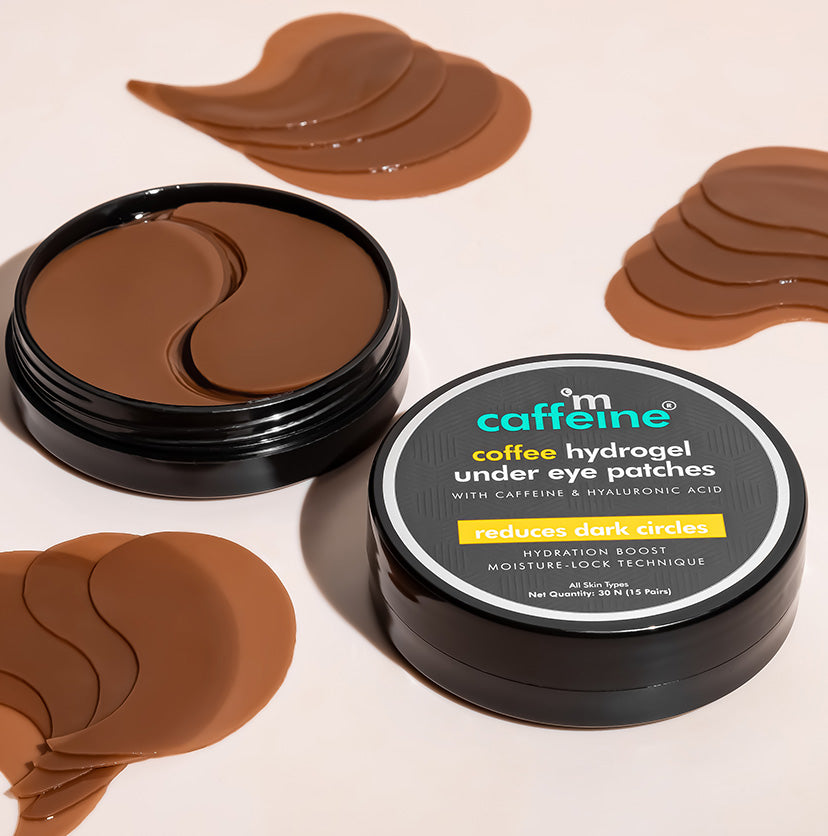 'm
caffeine®
coffee hydrogel
under eye patches
WITH CAFFEINE & HYALURONIC ACID
reduces dark circles
HYDRATION BOOST
MOISTURE-LOCK TECHNIQUE
All Skin Types
Net Quantity: 30 N (15 Pairs)